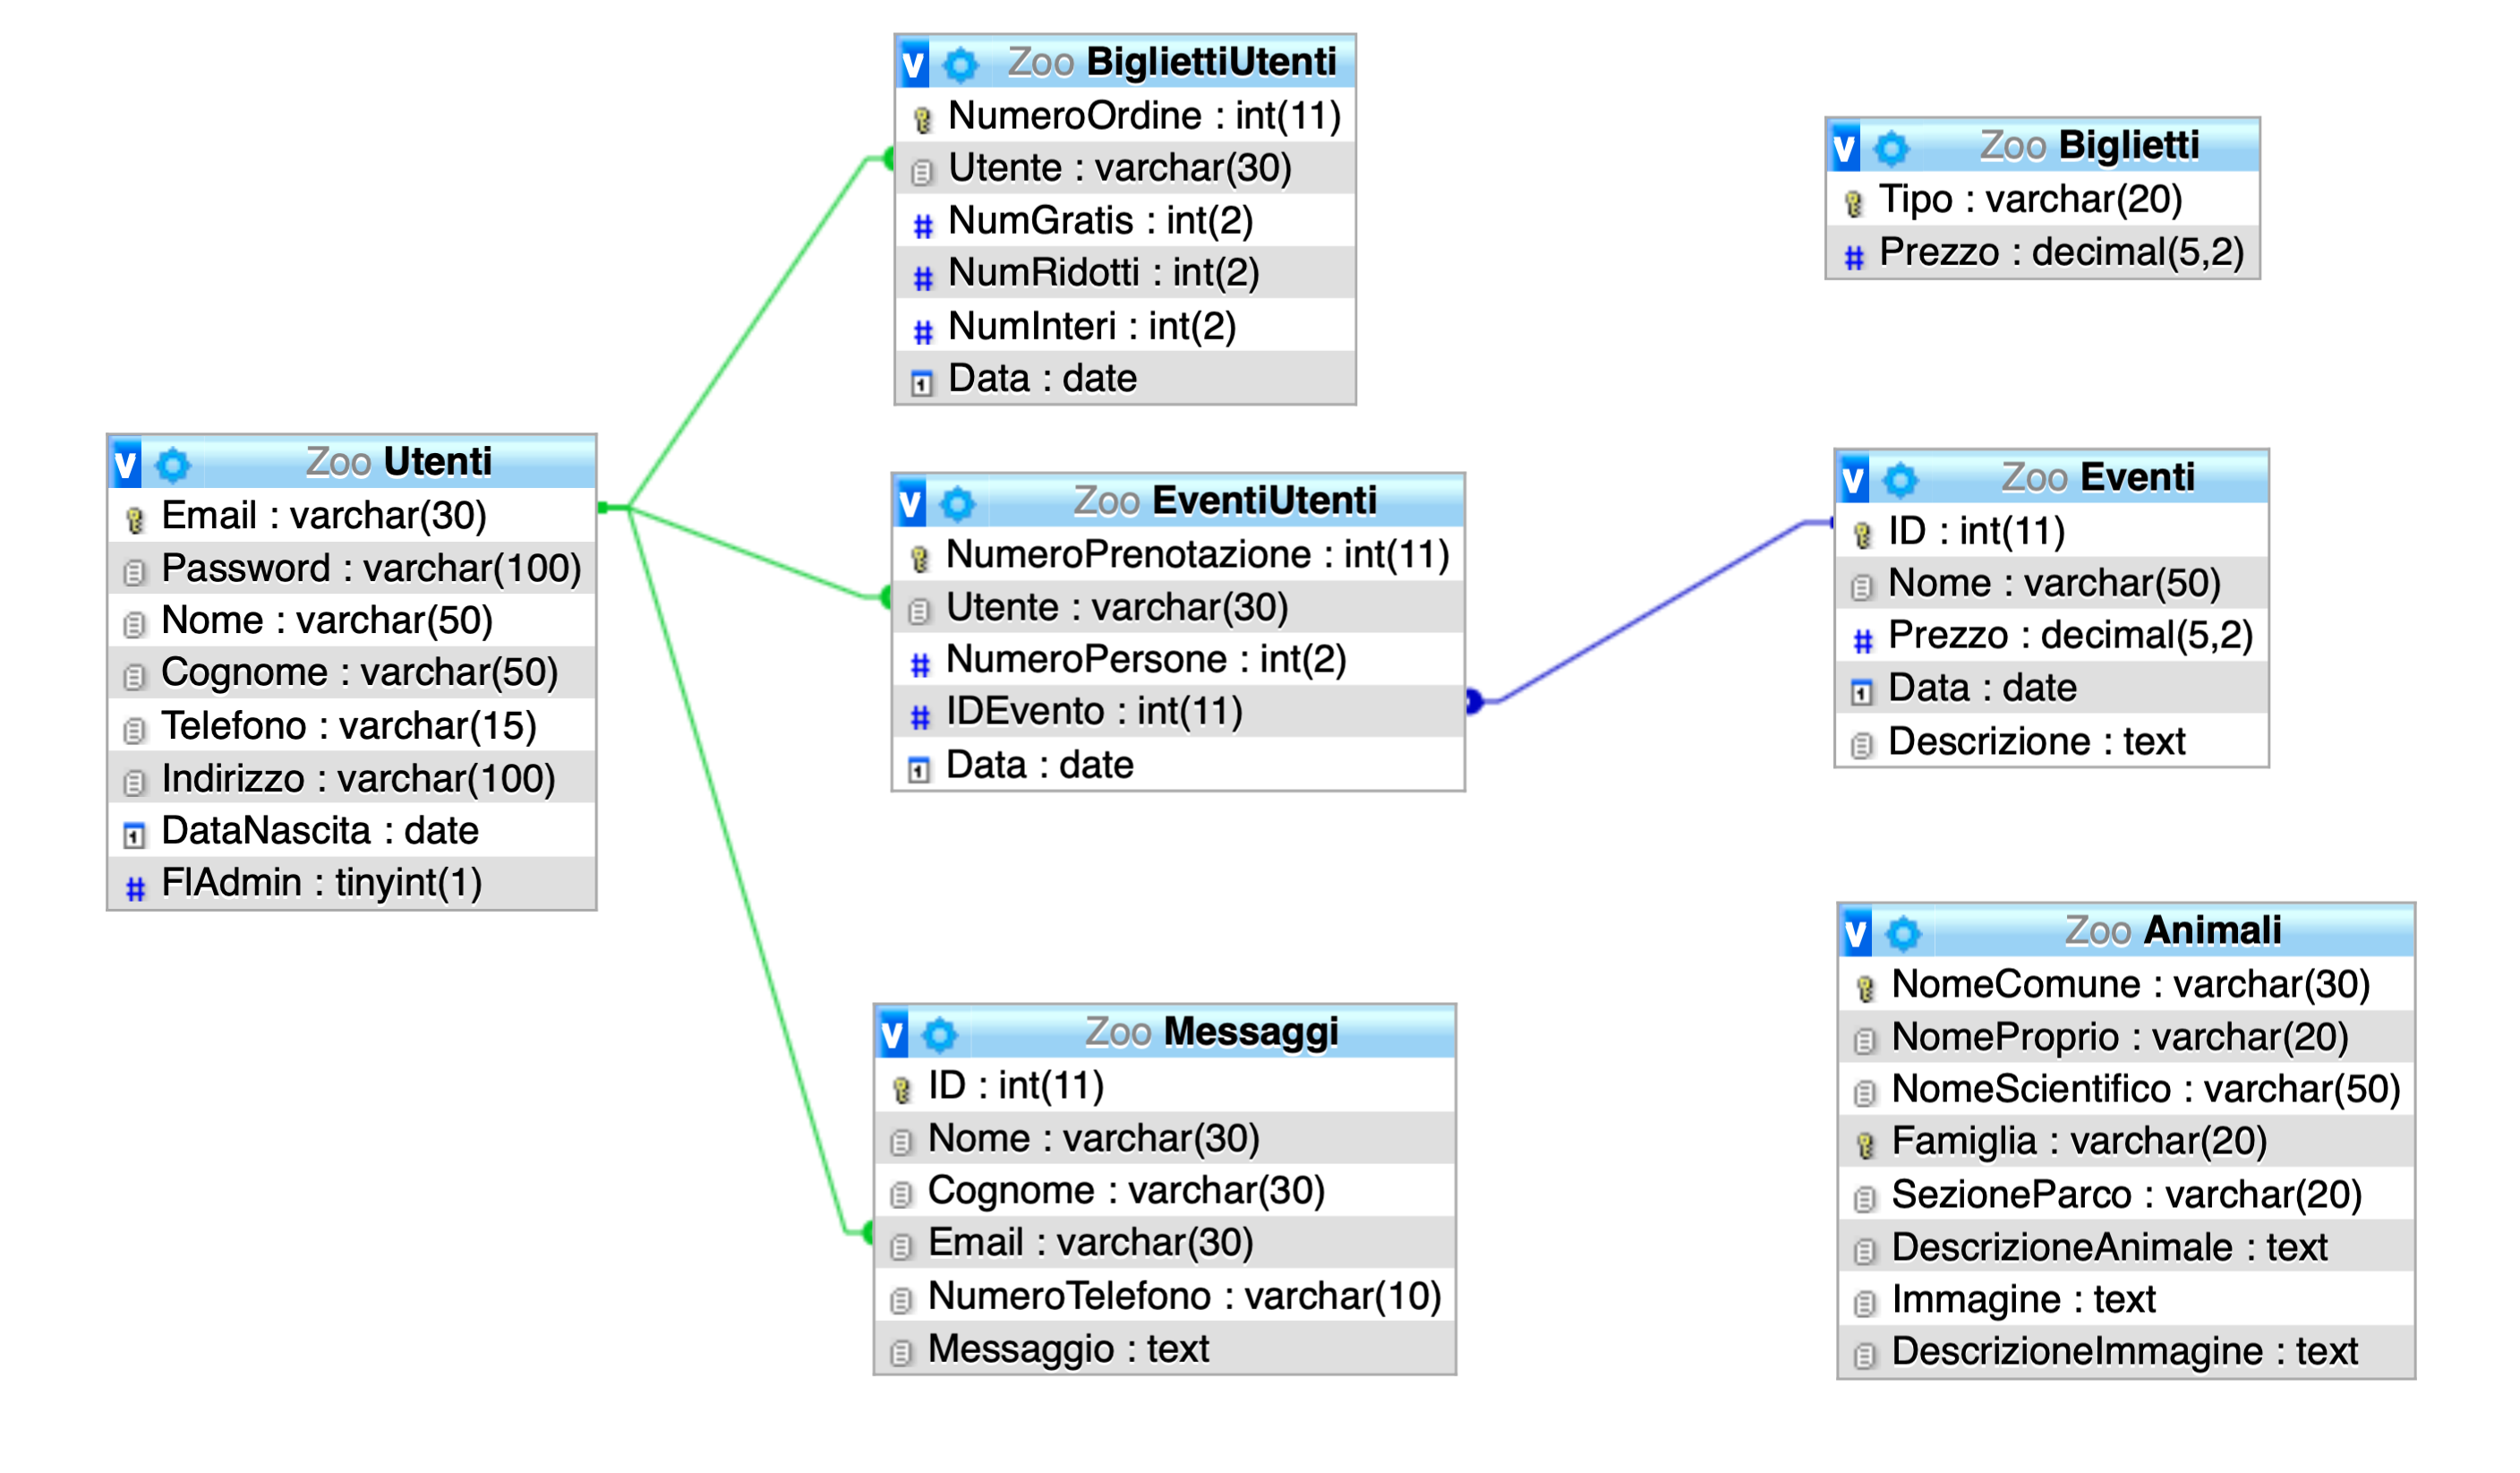 Zoo BigliettiUtenti
NumeroOrdine : int(11)
Utente : varchar(30)
NumGratis : int(2)
NumRidotti : int(2)
NumInteri : int(2)
Data : date
Zoo Biglietti
Tipo : varchar(20)
Prezzo : decimal(5,2)
Zoo Utenti
Email : varchar(30)
Password : varchar(100)
Nome : varchar(50)
Cognome : varchar(50)
Telefono : varchar(15)
Indirizzo : varchar(100)
DataNascita : date
FlAdmin : tinyint(1)
Zoo EventiUtenti
NumeroPrenotazione : int(11)
Utente : varchar(30)
NumeroPersone : int(2)
IDEvento : int(11)
Data : date
Zoo Eventi
ID : int(11)
Nome : varchar(50)
Prezzo : decimal(5,2)
Data : date
Descrizione : text
Zoo Messaggi
ID : int(11)
Nome : varchar(30)
Cognome : varchar(30)
Email : varchar(30)
NumeroTelefono : varchar(10)
Messaggio : text
Zoo Animali
NomeComune : varchar(30)
NomeProprio : varchar(20)
NomeScientifico : varchar(50)
Famiglia : varchar(20)
SezioneParco : varchar(20)
DescrizioneAnimale : text
Immagine : text
DescrizioneImmagine : text